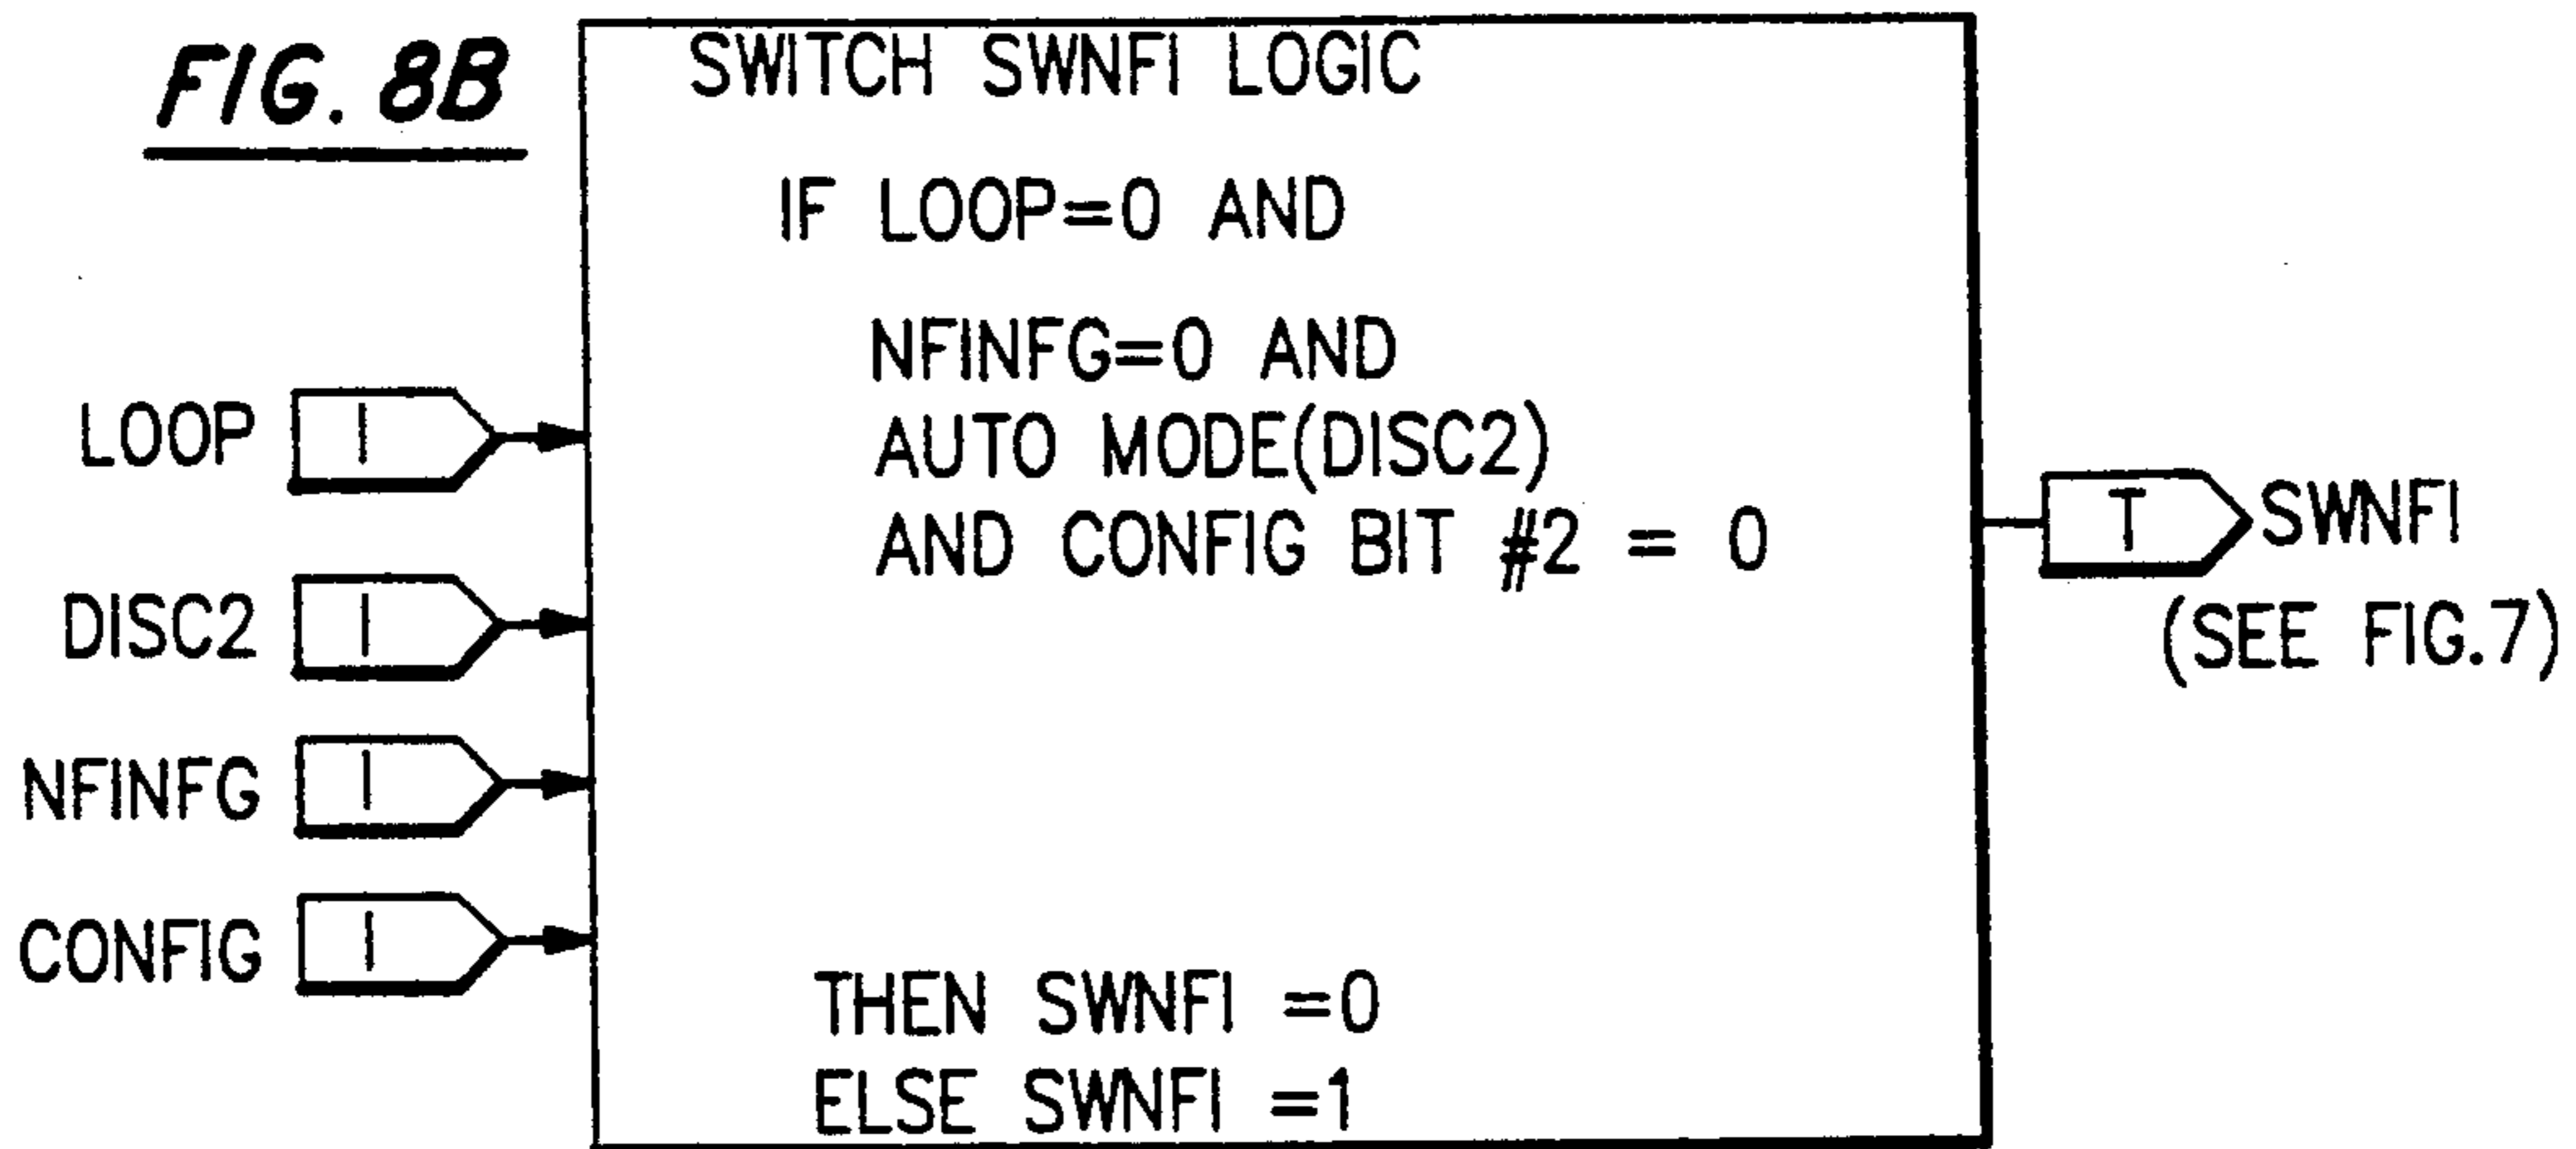 FIG. 8B
SWITCH SWNFI LOGIC
IF LOOP=0 AND
NFINFG=0 AND
AUTO MODE(DISC2)
AND CONFIG BIT #2 = 0
THEN SWNFI =0
ELSE SWNFI =1
LOOP I
DISC2 I
NFINFG I
CONFIG I
T SWNFI
(SEE FIG.7)